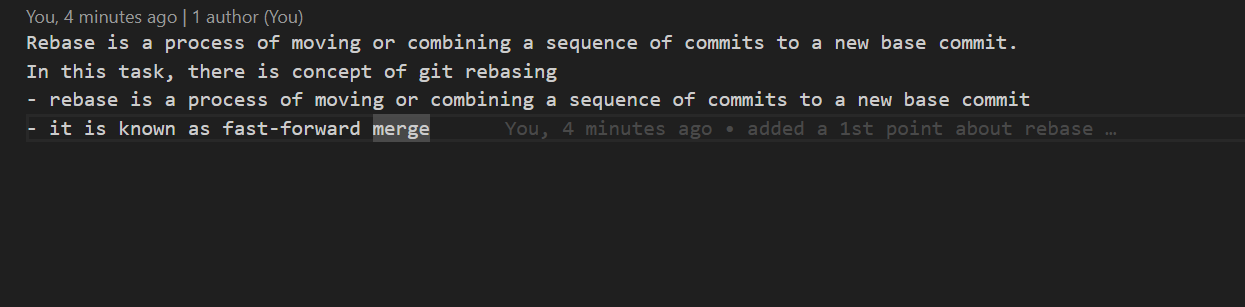 You, 4 minutes ago | 1 author (You)
Rebase is a process of moving or combining a sequence of commits to a new base commit.
In this task, there is concept of git rebasing
- rebase is a process of moving or combining a sequence of commits to a new base commit
- it is known as fast-forward merge You, 4 minutes ago • added a 1st point about rebase …